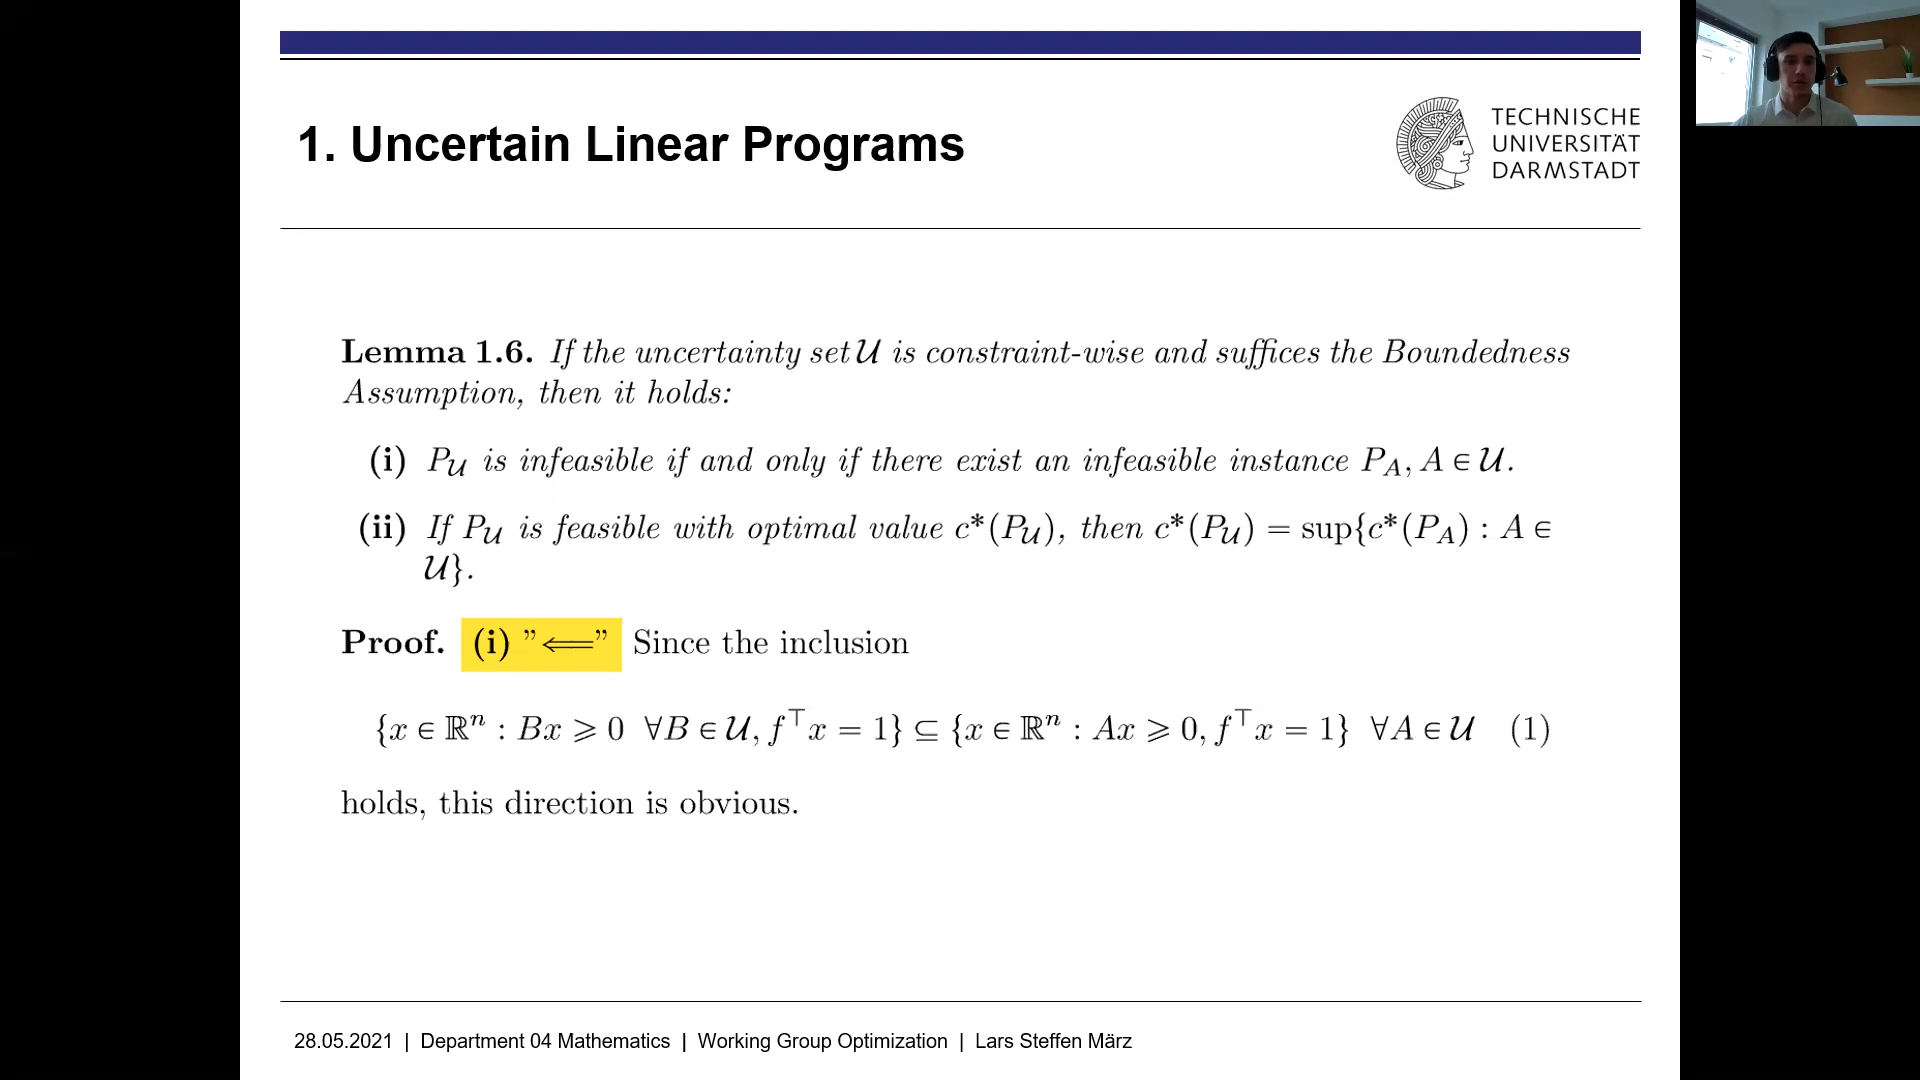 1. Uncertain Linear Programs
TECHNISCHE
UNIVERSITÄT
DARMSTADT
Lemma 1.6. If the uncertainty set 𝒰 is constraint-wise and suffices the Boundedness
Assumption, then it holds:
(i) P_𝒰 is infeasible if and only if there exist an infeasible instance P_A, A ∈ 𝒰.
(ii) If P_𝒰 is feasible with optimal value c*(P_𝒰), then c*(P_𝒰) = sup{c*(P_A) : A ∈
𝒰}.
Proof. (i) ”⟸” Since the inclusion
{x ∈ ℝⁿ : Bx ⩾ 0 ∀B ∈ 𝒰, f^⊤x = 1} ⊆ {x ∈ ℝⁿ : Ax ⩾ 0, f^⊤x = 1} ∀A ∈ 𝒰 (1)
holds, this direction is obvious.
28.05.2021 | Department 04 Mathematics | Working Group Optimization | Lars Steffen März